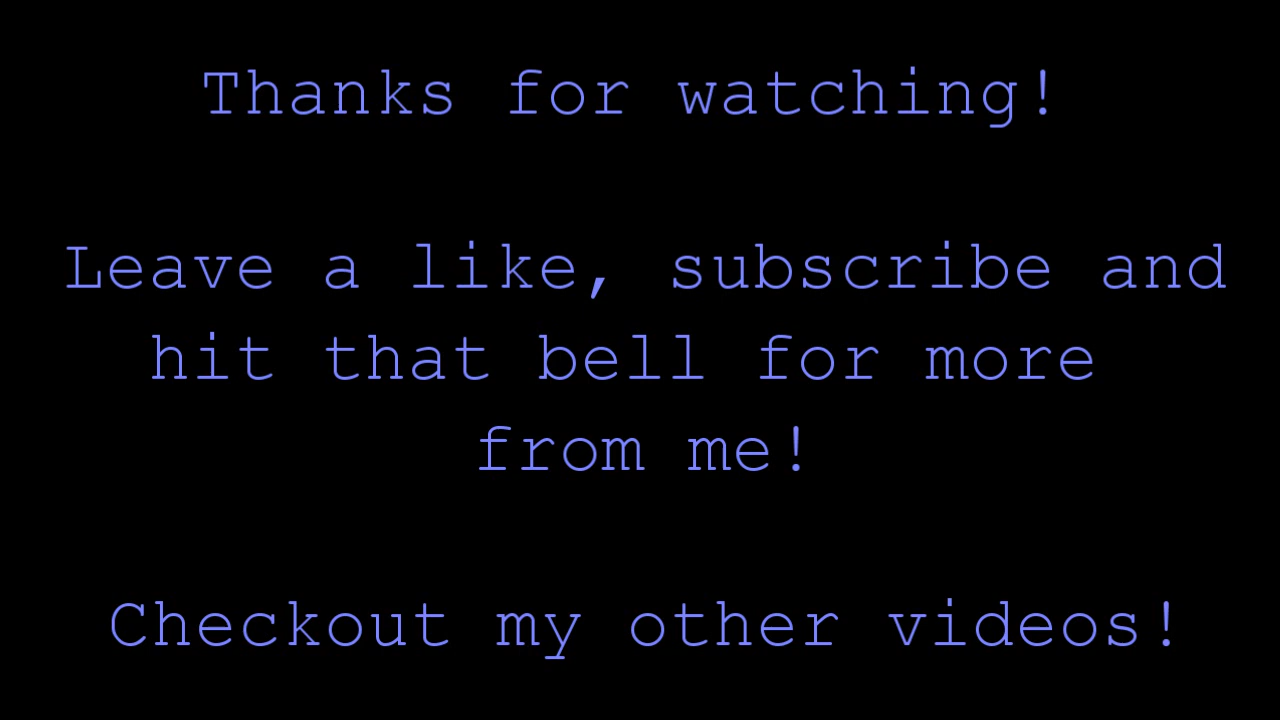 Thanks for watching!
Leave a like, subscribe and
hit that bell for more
from me!
Checkout my other videos!